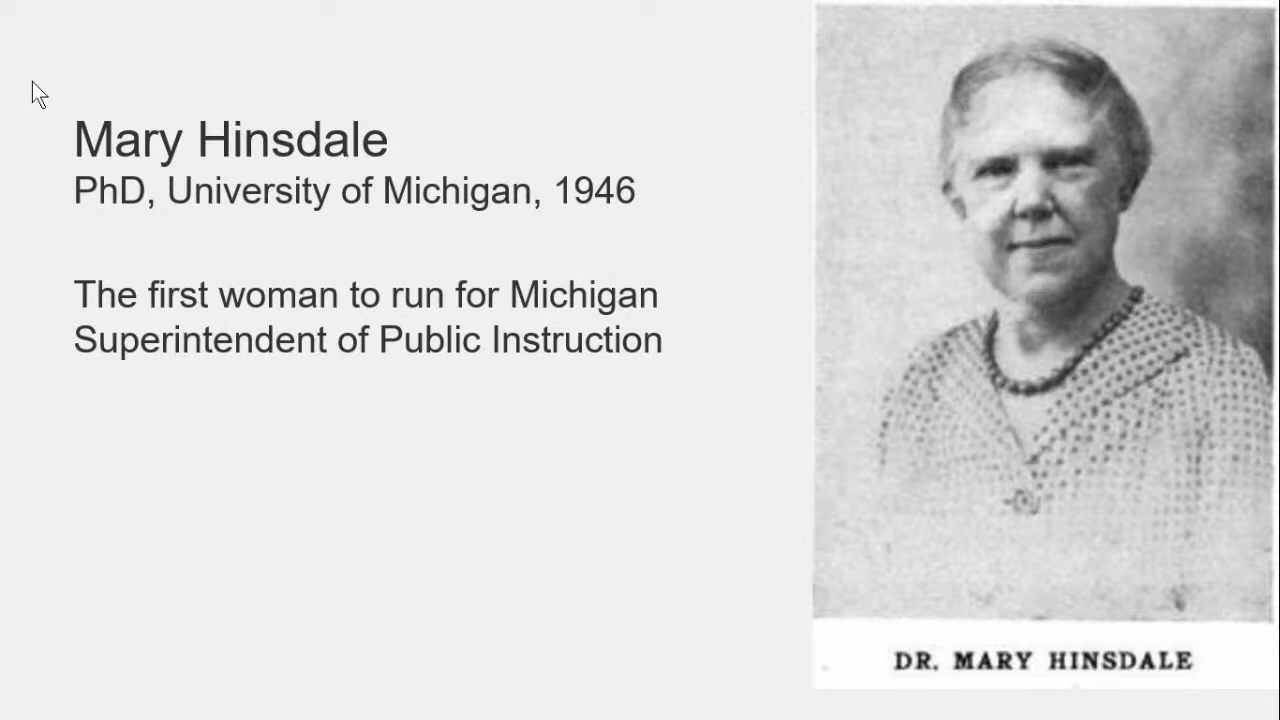 Mary Hinsdale
PhD, University of Michigan, 1946
The first woman to run for Michigan
Superintendent of Public Instruction
DR. MARY HINSDALE